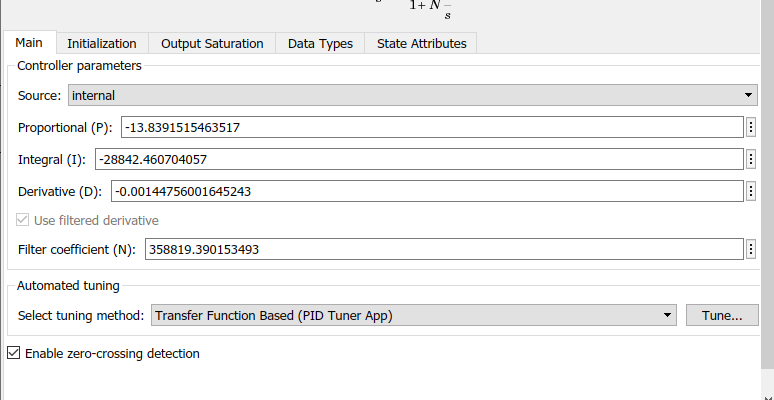 1+ N
s
Main Initialization Output Saturation Data Types State Attributes
Controller parameters
Source: internal
Proportional (P): -13.8391515463517
Integral (I): -28842.460704057
Derivative (D): -0.00144756001645243
Use filtered derivative
Filter coefficient (N): 358819.390153493
Automated tuning
Select tuning method: Transfer Function Based (PID Tuner App) Tune...
Enable zero-crossing detection